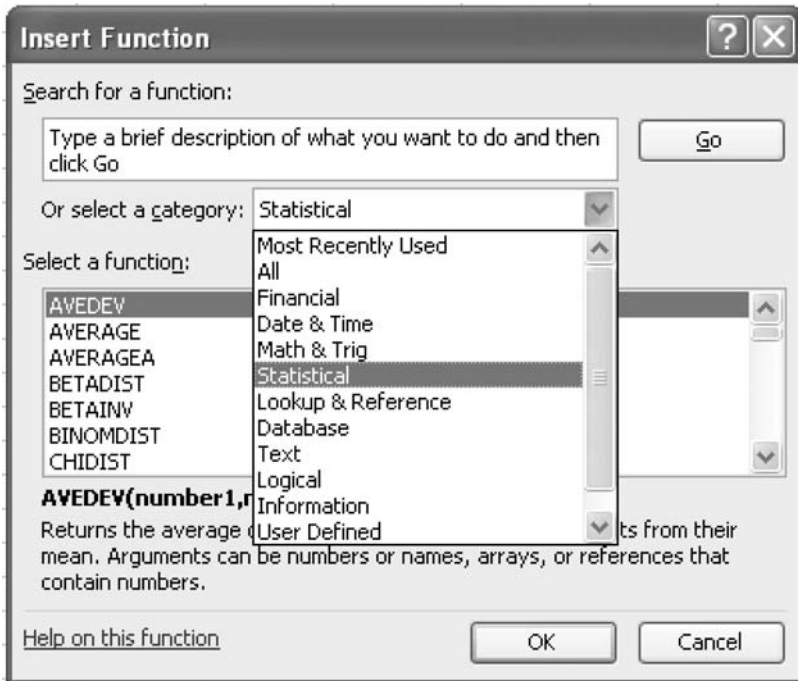 Insert Function
Search for a function:
Type a brief description of what you want to do and then
click Go
Go
Or select a category: Statistical
Most Recently Used
All
Financial
Date & Time
Math & Trig
Statistical
Lookup & Reference
Database
Text
Logical
Information
User Defined
Select a function:
AVEDEV
AVERAGE
AVERAGEA
BETADIST
BETAINV
BINOMDIST
CHIDIST
AVEDEV(number1,
Returns the average ts from their
mean. Arguments can be numbers or names, arrays, or references that
contain numbers.
Help on this function
OK
Cancel